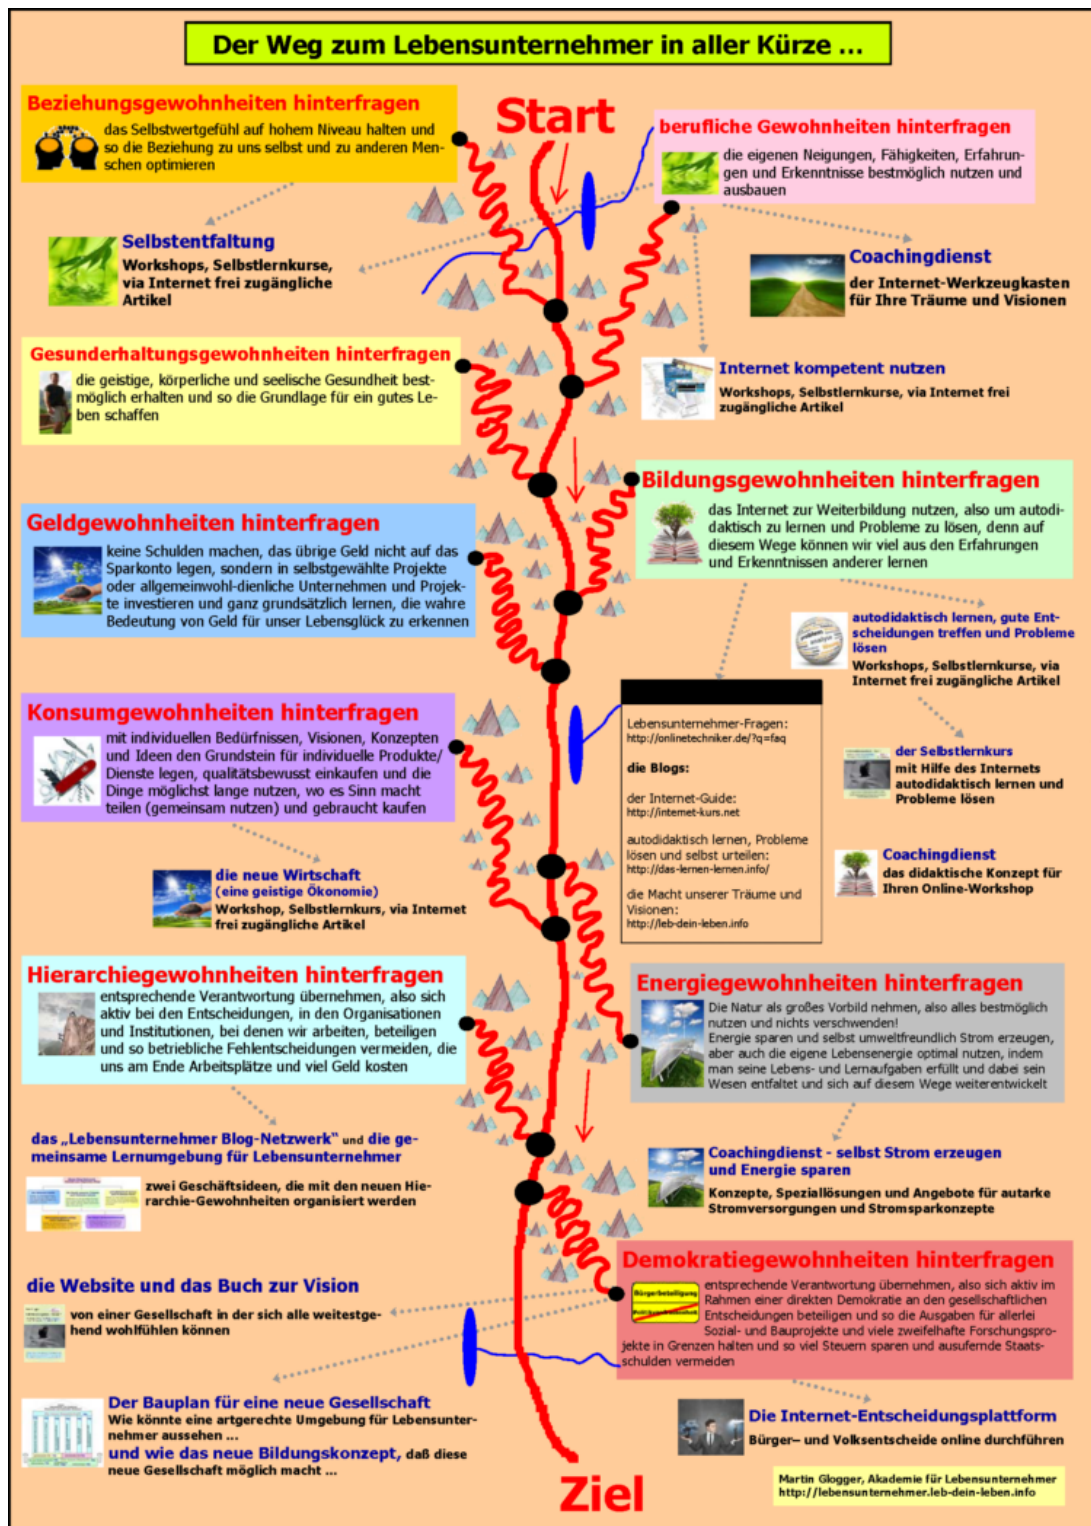 Der Weg zum Lebensunternehmer in aller Kürze ...
Start
Beziehungsgewohnheiten hinterfragen
das Selbstwertgefühl auf hohem Niveau halten und
so die Beziehung zu uns selbst und zu anderen Men-
schen optimieren
berufliche Gewohnheiten hinterfragen
die eigenen Neigungen, Fähigkeiten, Erfahrun-
gen und Erkenntnisse bestmöglich nutzen und
ausbauen
Selbstentfaltung
Workshops, Selbstlernkurse,
via Internet frei zugängliche
Artikel
Coachingdienst
der Internet-Werkzeugkasten
für Ihre Träume und Visionen
Gesunderhaltungsgewohnheiten hinterfragen
die geistige, körperliche und seelische Gesundheit best-
möglich erhalten und so die Grundlage für ein gutes Le-
ben schaffen
Internet kompetent nutzen
Workshops, Selbstlernkurse, via Internet frei
zugängliche Artikel
Bildungsgewohnheiten hinterfragen
das Internet zur Weiterbildung nutzen, also um autodi-
daktisch zu lernen und Probleme zu lösen, denn auf
diesem Wege können wir viel aus den Erfahrungen
und Erkenntnissen anderer lernen
Geldgewohnheiten hinterfragen
keine Schulden machen, das übrige Geld nicht auf das
Sparkonto legen, sondern in selbstgewählte Projekte
oder allgemeinwohl-dienliche Unternehmen und Projek-
te investieren und ganz grundsätzlich lernen, die wahre
Bedeutung von Geld für unser Lebensglück zu erkennen
autodidaktisch lernen, gute Ent-
scheidungen treffen und Probleme
lösen
Workshops, Selbstlernkurse, via
Internet frei zugängliche Artikel
Konsumgewohnheiten hinterfragen
mit individuellen Bedürfnissen, Visionen, Konzepten
und Ideen den Grundstein für individuelle Produkte/
Dienste legen, qualitätsbewusst einkaufen und die
Dinge möglichst lange nutzen, wo es Sinn macht
teilen (gemeinsam nutzen) und gebraucht kaufen
Lebensunternehmer-Fragen:
http://onlinetechniker.de/?q=faq
die Blogs:
der Internet-Guide:
http://internet-kurs.net
autodidaktisch lernen, Probleme
lösen und selbst urteilen:
http://das-lernen-lernen.info/
die Macht unserer Träume und
Visionen:
http://leb-dein-leben.info
der Selbstlernkurs
mit Hilfe des Internets
autodidaktisch lernen und
Probleme lösen
Coachingdienst
das didaktische Konzept für
Ihren Online-Workshop
die neue Wirtschaft
(eine geistige Ökonomie)
Workshop, Selbstlernkurs, via Internet
frei zugängliche Artikel
Hierarchiegewohnheiten hinterfragen
entsprechende Verantwortung übernehmen, also sich
aktiv bei den Entscheidungen, in den Organisationen
und Institutionen, bei denen wir arbeiten, beteiligen
und so betriebliche Fehlentscheidungen vermeiden, die
uns am Ende Arbeitsplätze und viel Geld kosten
Energiegewohnheiten hinterfragen
Die Natur als großes Vorbild nehmen, also alles bestmöglich
nutzen und nichts verschwenden!
Energie sparen und selbst umweltfreundlich Strom erzeugen,
aber auch die eigene Lebensenergie optimal nutzen, indem
man seine Lebens- und Lernaufgaben erfüllt und dabei sein
Wesen entfaltet und sich auf diesem Wege weiterentwickelt
das „Lebensunternehmer Blog-Netzwerk“ und die ge-
meinsame Lernumgebung für Lebensunternehmer
zwei Geschäftsideen, die mit den neuen Hie-
rarchie-Gewohnheiten organisiert werden
Coachingdienst - selbst Strom erzeugen
und Energie sparen
Konzepte, Speziallösungen und Angebote für autarke
Stromversorgungen und Stromsparkonzepte
Demokratiegewohnheiten hinterfragen
Bürgerbeteiligung
entsprechende Verantwortung übernehmen, also sich aktiv im
Rahmen einer direkten Demokratie an den gesellschaftlichen
Entscheidungen beteiligen und so die Ausgaben für allerlei
Sozial- und Bauprojekte und viele zweifelhafte Forschungspro-
jekte in Grenzen halten und so viel Steuern sparen und ausufernde Staats-
schulden vermeiden
die Website und das Buch zur Vision
von einer Gesellschaft in der sich alle weitestge-
hend wohlfühlen können
Der Bauplan für eine neue Gesellschaft
Wie könnte eine artgerechte Umgebung für Lebensunter-
nehmer aussehen ...
und wie das neue Bildungskonzept, daß diese
neue Gesellschaft möglich macht ...
Die Internet-Entscheidungsplattform
Bürger– und Volksentscheide online durchführen
Ziel
Martin Glogger, Akademie für Lebensunternehmer
http://lebensunternehmer.leb-dein-leben.info